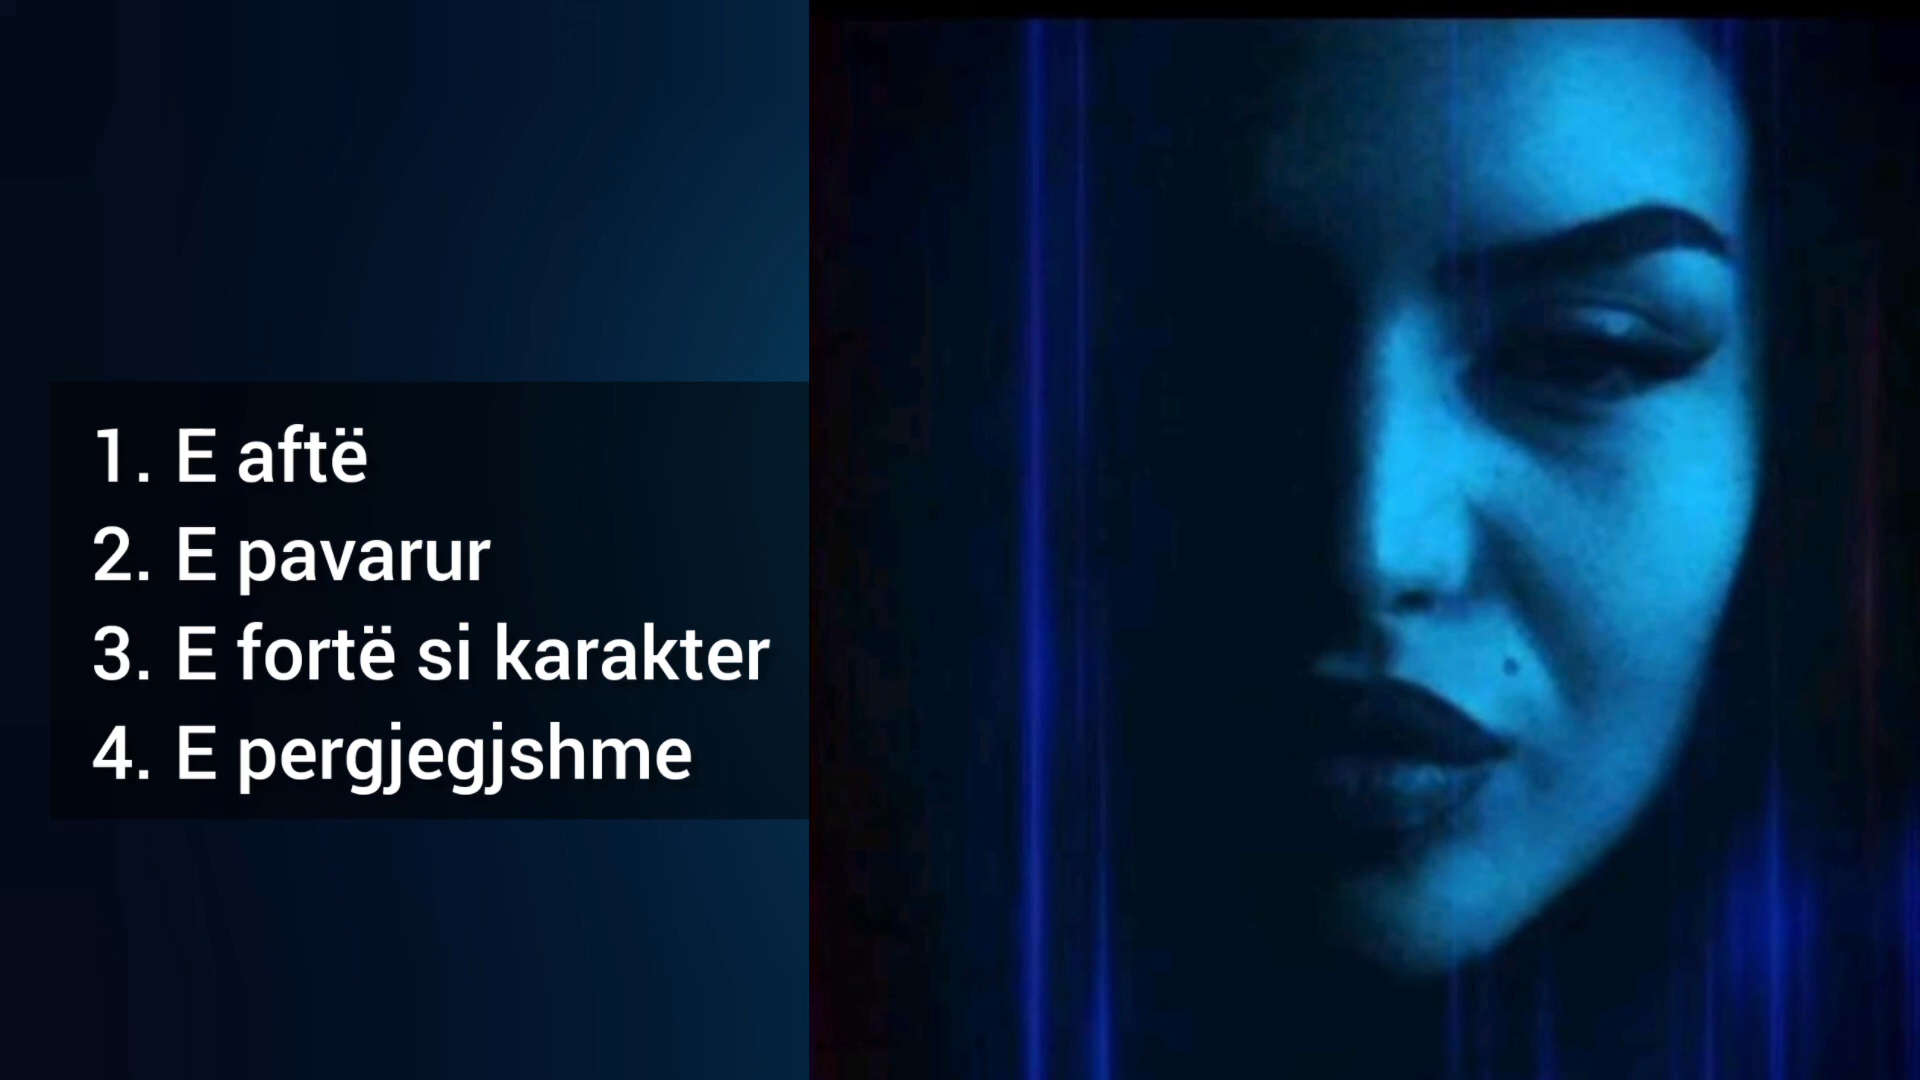 1. E aftë
2. E pavarur
3. E fortë si karakter
4. E pergjegjshme